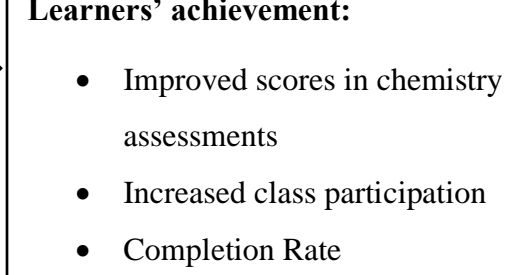 Learners’ achievement:
• Improved scores in chemistry
assessments
• Increased class participation
• Completion Rate